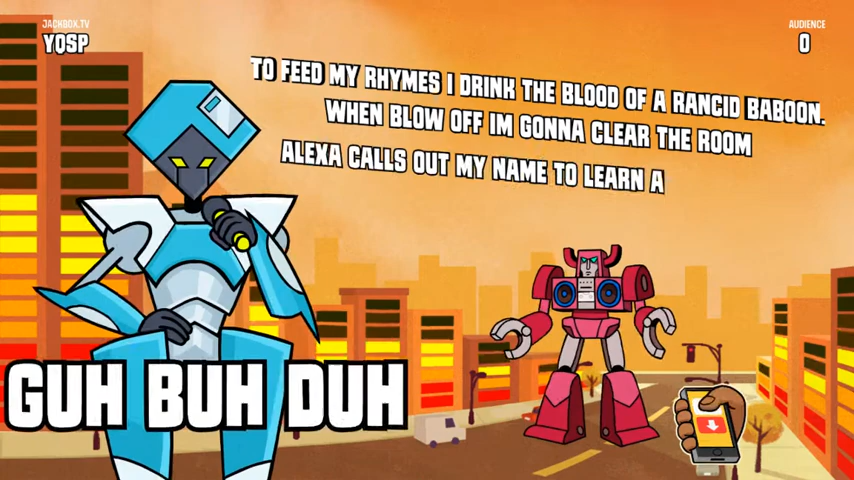 JACKBOX.TV
YOSP
AUDIENCE
0
TO FEED MY RHYMES I DRINK THE BLOOD OF A RANCID BABOON.
WHEN BLOW OFF IM GONNA CLEAR THE ROOM
ALEXA CALLS OUT MY NAME TO LEARN A
GUH BUH DUH